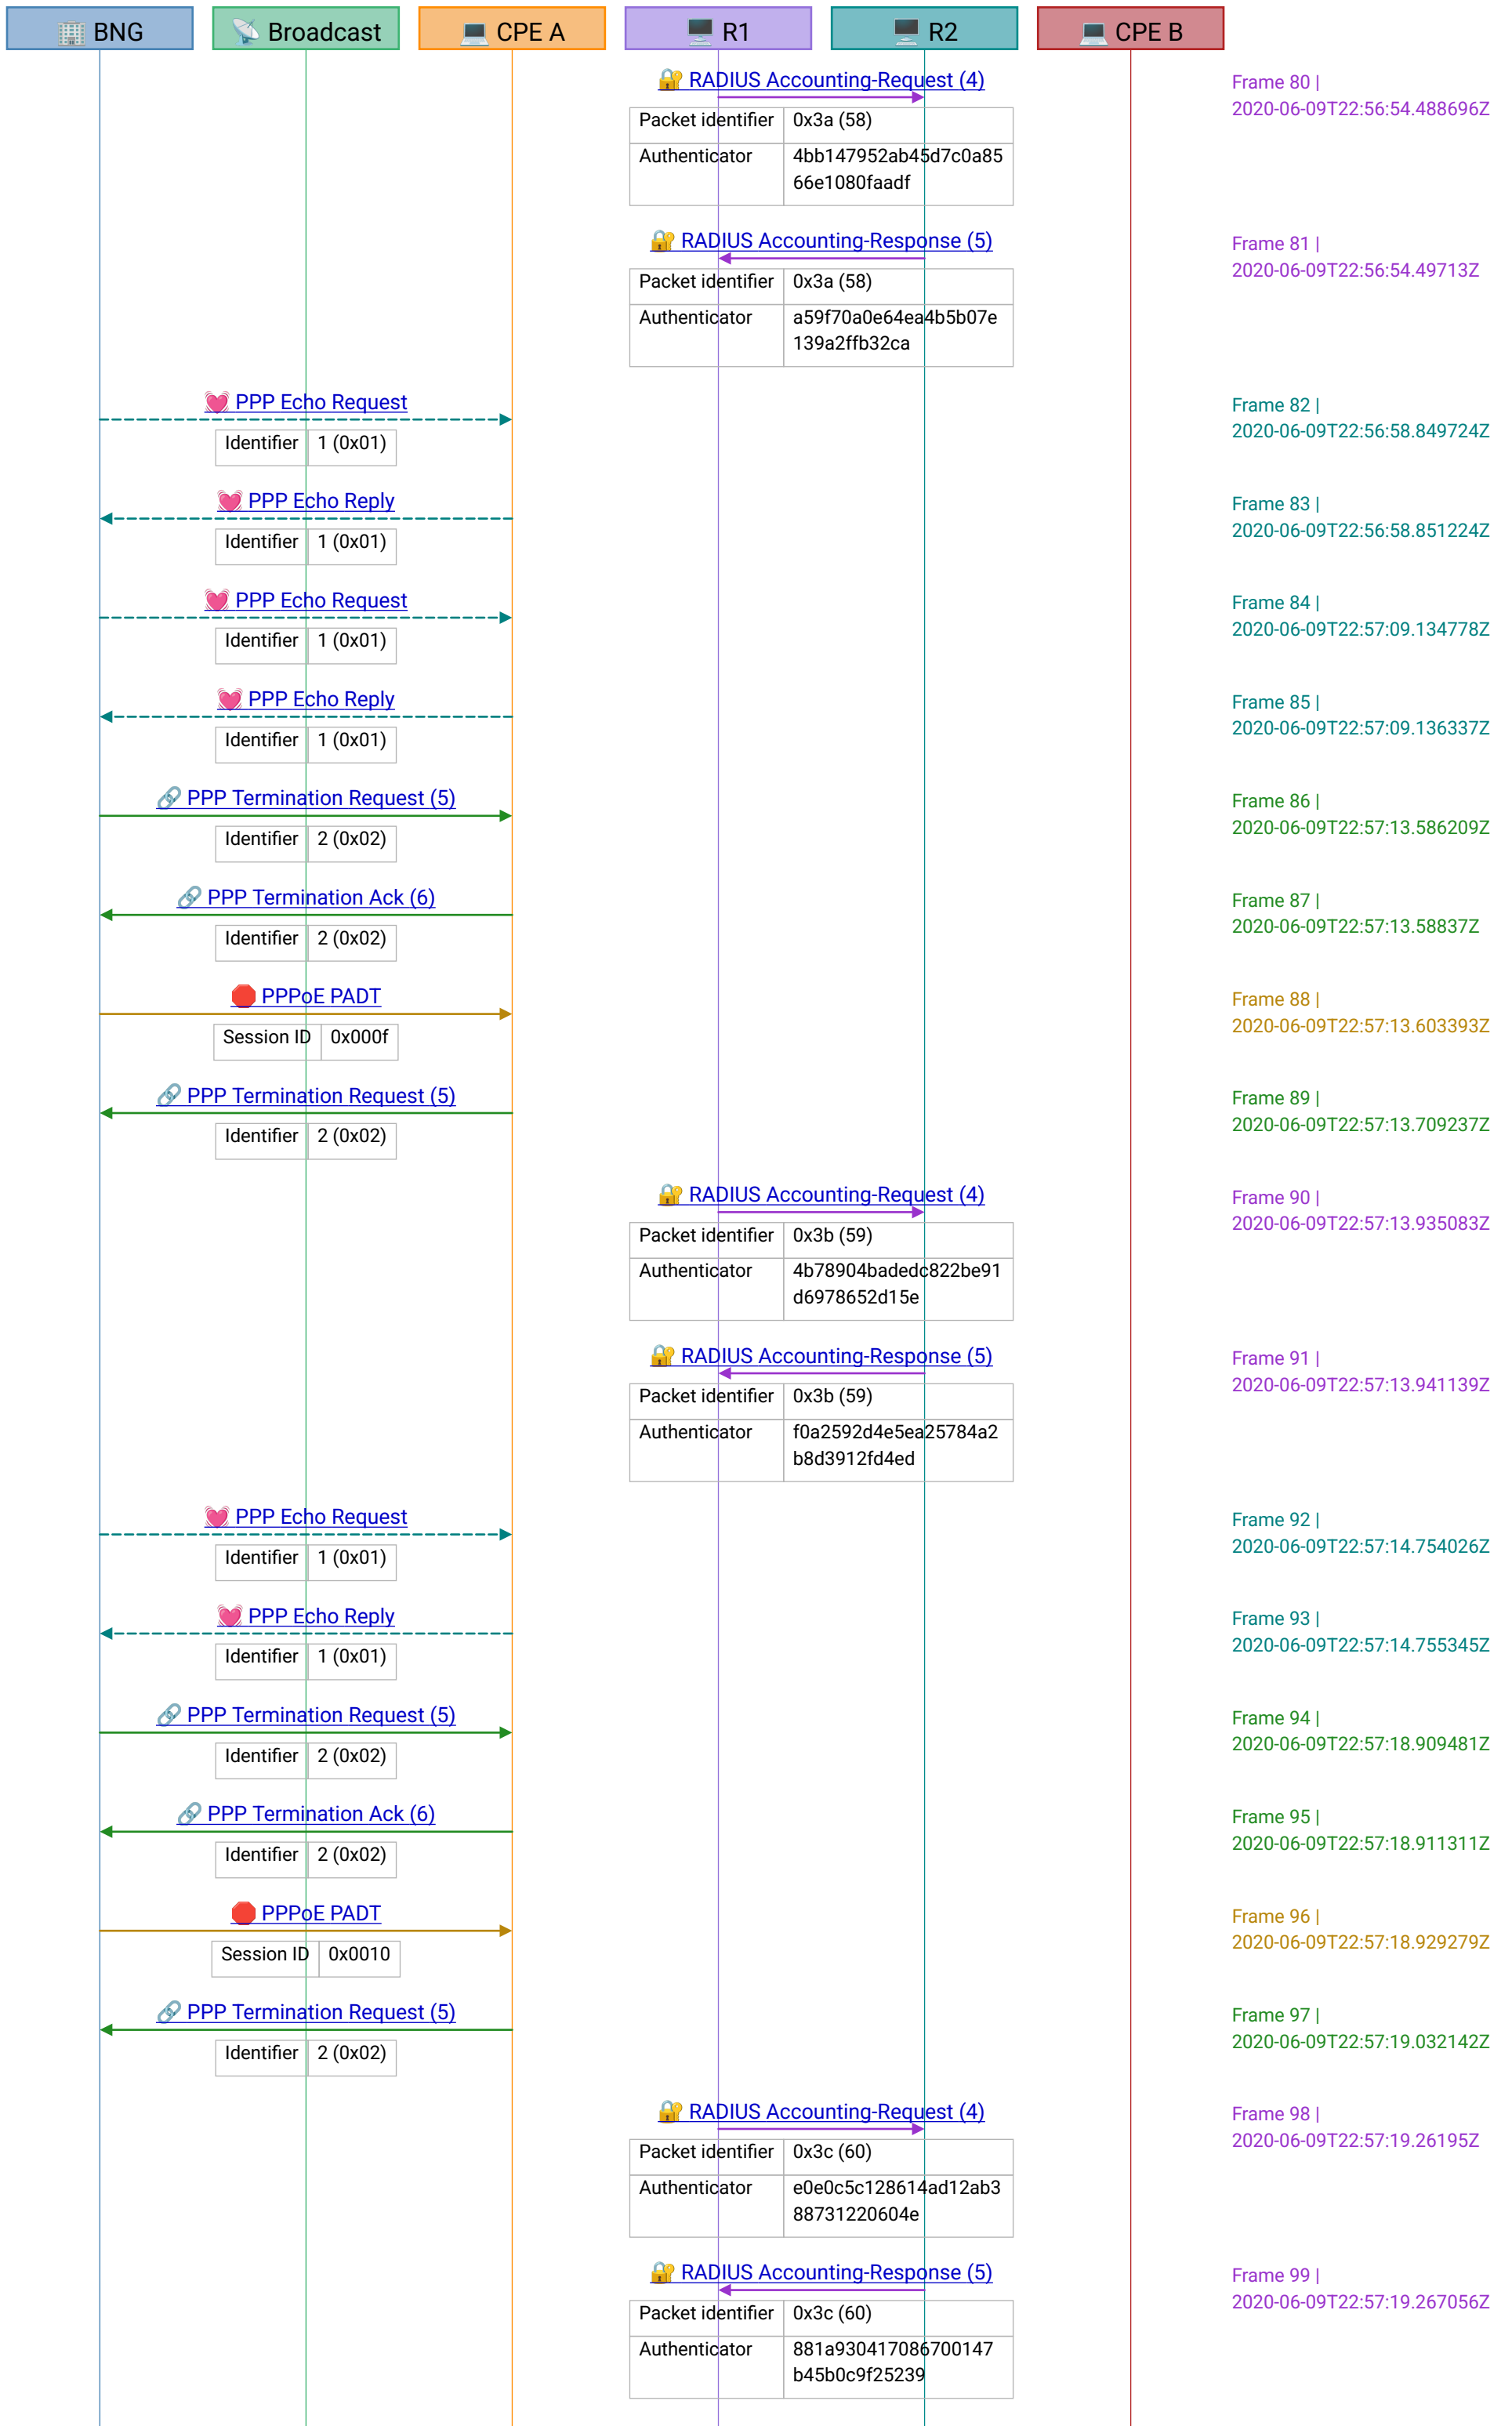 🏢 BNG
📡 Broadcast
💻 CPE A
🖥️ R1
🖥️ R2
💻 CPE B
🔐 RADIUS Accounting-Request (4)
Frame 80 |
2020-06-09T22:56:54.488696Z
Packet identifier 0x3a (58)
Authenticator 4bb147952ab45d7c0a85
66e1080faadf
🔐 RADIUS Accounting-Response (5)
Frame 81 |
2020-06-09T22:56:54.49713Z
Packet identifier 0x3a (58)
Authenticator a59f70a0e64ea4b5b07e
139a2ffb32ca
💓 PPP Echo Request
Frame 82 |
2020-06-09T22:56:58.849724Z
Identifier 1 (0x01)
💓 PPP Echo Reply
Frame 83 |
2020-06-09T22:56:58.851224Z
Identifier 1 (0x01)
💓 PPP Echo Request
Frame 84 |
2020-06-09T22:57:09.134778Z
Identifier 1 (0x01)
💓 PPP Echo Reply
Frame 85 |
2020-06-09T22:57:09.136337Z
Identifier 1 (0x01)
🔗 PPP Termination Request (5)
Frame 86 |
2020-06-09T22:57:13.586209Z
Identifier 2 (0x02)
🔗 PPP Termination Ack (6)
Frame 87 |
2020-06-09T22:57:13.58837Z
Identifier 2 (0x02)
🛑 PPPoE PADT
Frame 88 |
2020-06-09T22:57:13.603393Z
Session ID 0x000f
🔗 PPP Termination Request (5)
Frame 89 |
2020-06-09T22:57:13.709237Z
Identifier 2 (0x02)
🔐 RADIUS Accounting-Request (4)
Frame 90 |
2020-06-09T22:57:13.935083Z
Packet identifier 0x3b (59)
Authenticator 4b78904badedc822be91
d6978652d15e
🔐 RADIUS Accounting-Response (5)
Frame 91 |
2020-06-09T22:57:13.941139Z
Packet identifier 0x3b (59)
Authenticator f0a2592d4e5ea25784a2
b8d3912fd4ed
💓 PPP Echo Request
Frame 92 |
2020-06-09T22:57:14.754026Z
Identifier 1 (0x01)
💓 PPP Echo Reply
Frame 93 |
2020-06-09T22:57:14.755345Z
Identifier 1 (0x01)
🔗 PPP Termination Request (5)
Frame 94 |
2020-06-09T22:57:18.909481Z
Identifier 2 (0x02)
🔗 PPP Termination Ack (6)
Frame 95 |
2020-06-09T22:57:18.911311Z
Identifier 2 (0x02)
🛑 PPPoE PADT
Frame 96 |
2020-06-09T22:57:18.929279Z
Session ID 0x0010
🔗 PPP Termination Request (5)
Frame 97 |
2020-06-09T22:57:19.032142Z
Identifier 2 (0x02)
🔐 RADIUS Accounting-Request (4)
Frame 98 |
2020-06-09T22:57:19.26195Z
Packet identifier 0x3c (60)
Authenticator e0e0c5c128614ad12ab3
88731220604e
🔐 RADIUS Accounting-Response (5)
Frame 99 |
2020-06-09T22:57:19.267056Z
Packet identifier 0x3c (60)
Authenticator 881a930417086700147
b45b0c9f25239